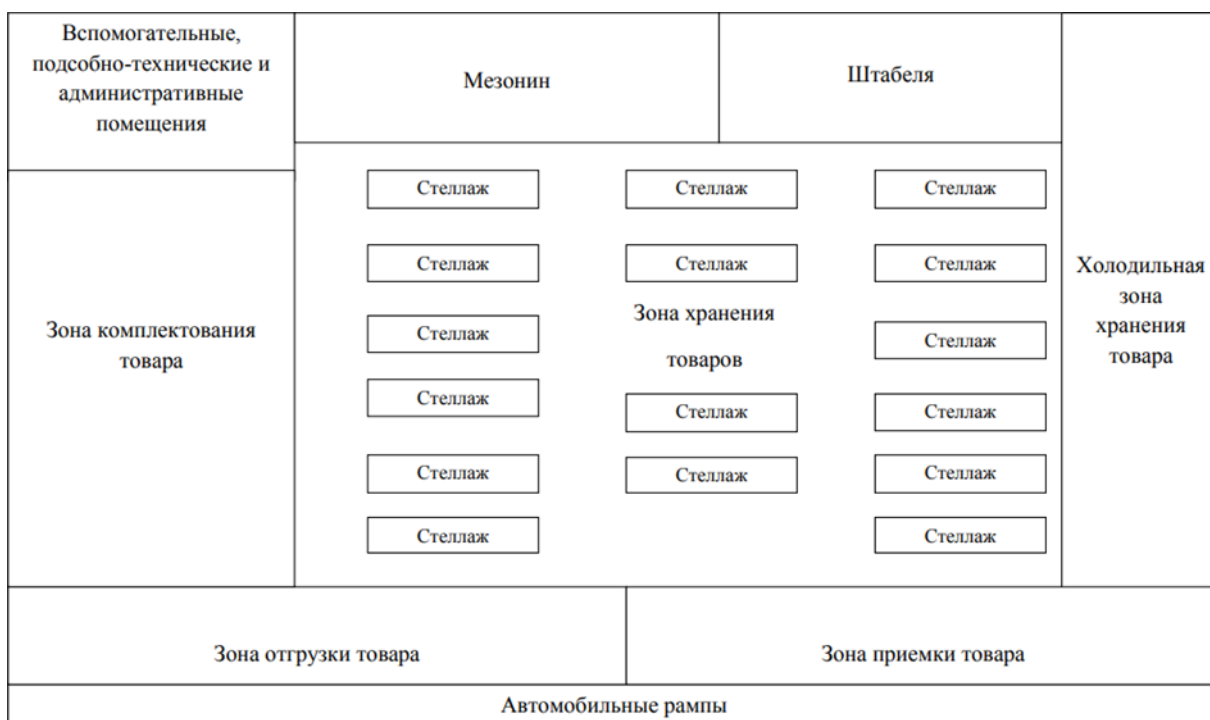 Вспомогательные,
подсобно-технические и
административные
помещения
Мезонин
Штабеля
Стеллаж
Стеллаж
Стеллаж
Стеллаж
Стеллаж
Стеллаж
Холодильная
зона
хранения
товара
Зона комплектования
товара
Стеллаж
Зона хранения
товаров
Стеллаж
Стеллаж
Стеллаж
Стеллаж
Стеллаж
Стеллаж
Стеллаж
Стеллаж
Стеллаж
Зона отгрузки товара
Зона приемки товара
Автомобильные рампы